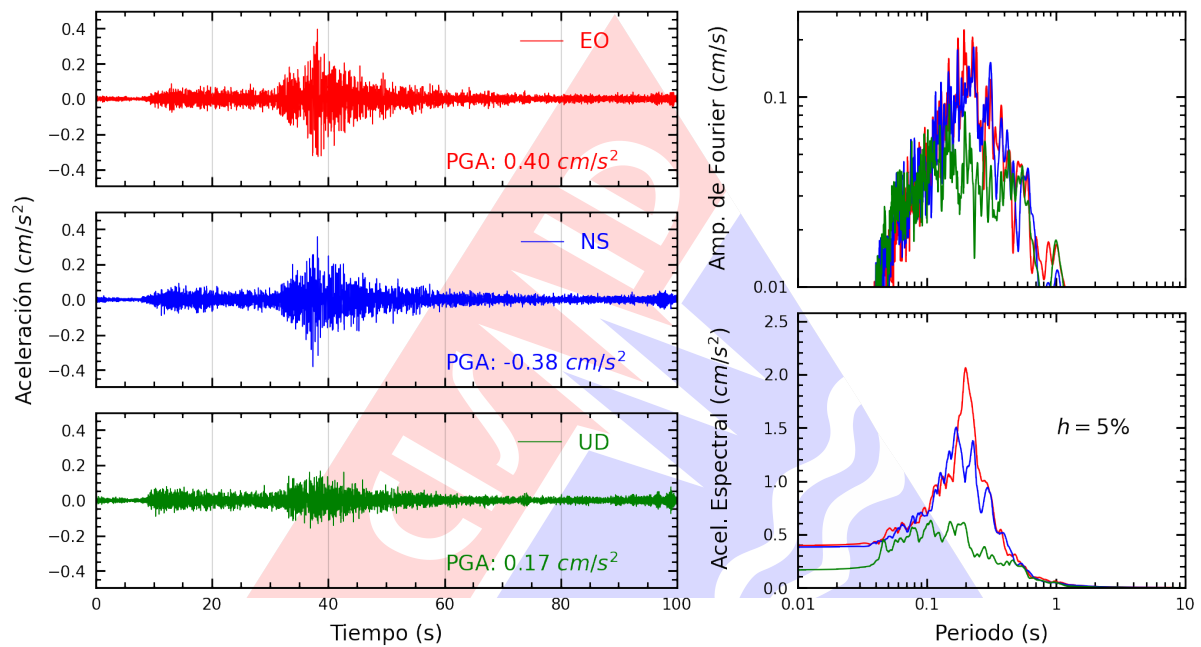 Aceleración (cm/s²)
0.4
0.2
0.0
−0.2
−0.4
EO
PGA: 0.40 cm/s²
0.4
0.2
0.0
−0.2
−0.4
NS
PGA: -0.38 cm/s²
0.4
0.2
0.0
−0.2
−0.4
UD
PGA: 0.17 cm/s²
0 20 40 60 80 100
Tiempo (s)
Amp. de Fourier (cm/s)
0.1
0.01
Acel. Espectral (cm/s²)
2.5
2.0
1.5
1.0
0.5
0.0
h = 5%
0.01 0.1 1 10
Periodo (s)
CISMID